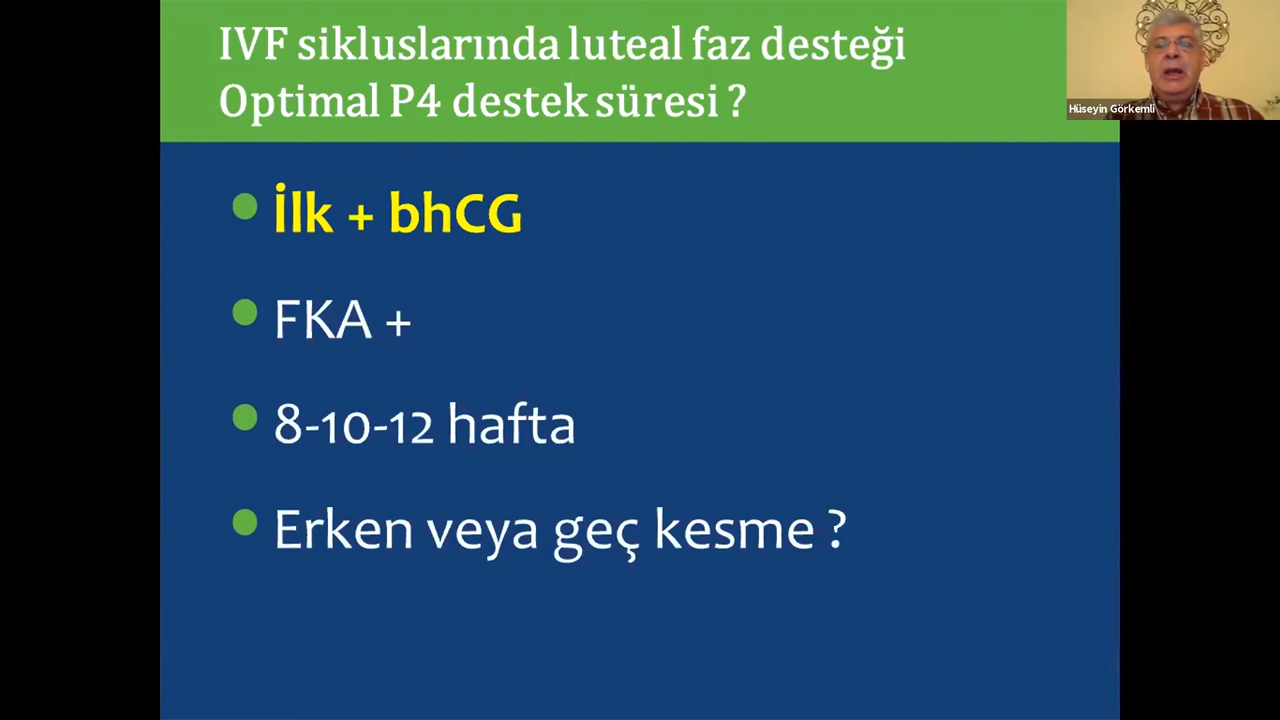 IVF sikluslarında luteal faz desteği
Optimal P4 destek süresi ?
Hüseyin Görkemli
İlk + bhCG
FKA +
8-10-12 hafta
Erken veya geç kesme ?